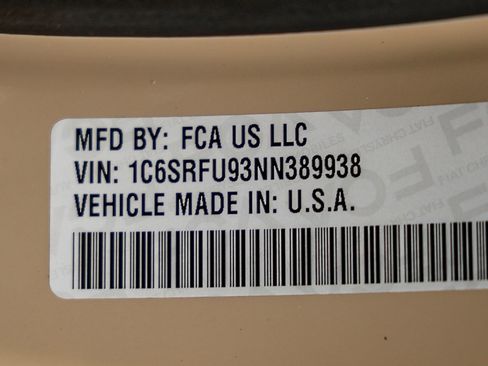 MFD BY: FCA US LLC
VIN: 1C6SRFU93NN389938
VEHICLE MADE IN: U.S.A.